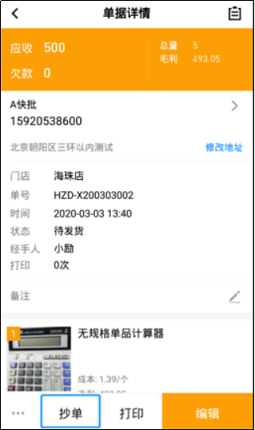 单据详情
应收 500
总量 5
毛利 493.05
欠款 0
A快批
15920538600
北京朝阳区三环以内测试 修改地址
门店 海珠店
单号 HZD-X200303002
时间 2020-03-03 13:40
状态 待发货
经手人 小励
打印 0次
备注
1 无规格单品计算器
成本: 1.39/个
毛利: 493.05
抄单 打印 编辑